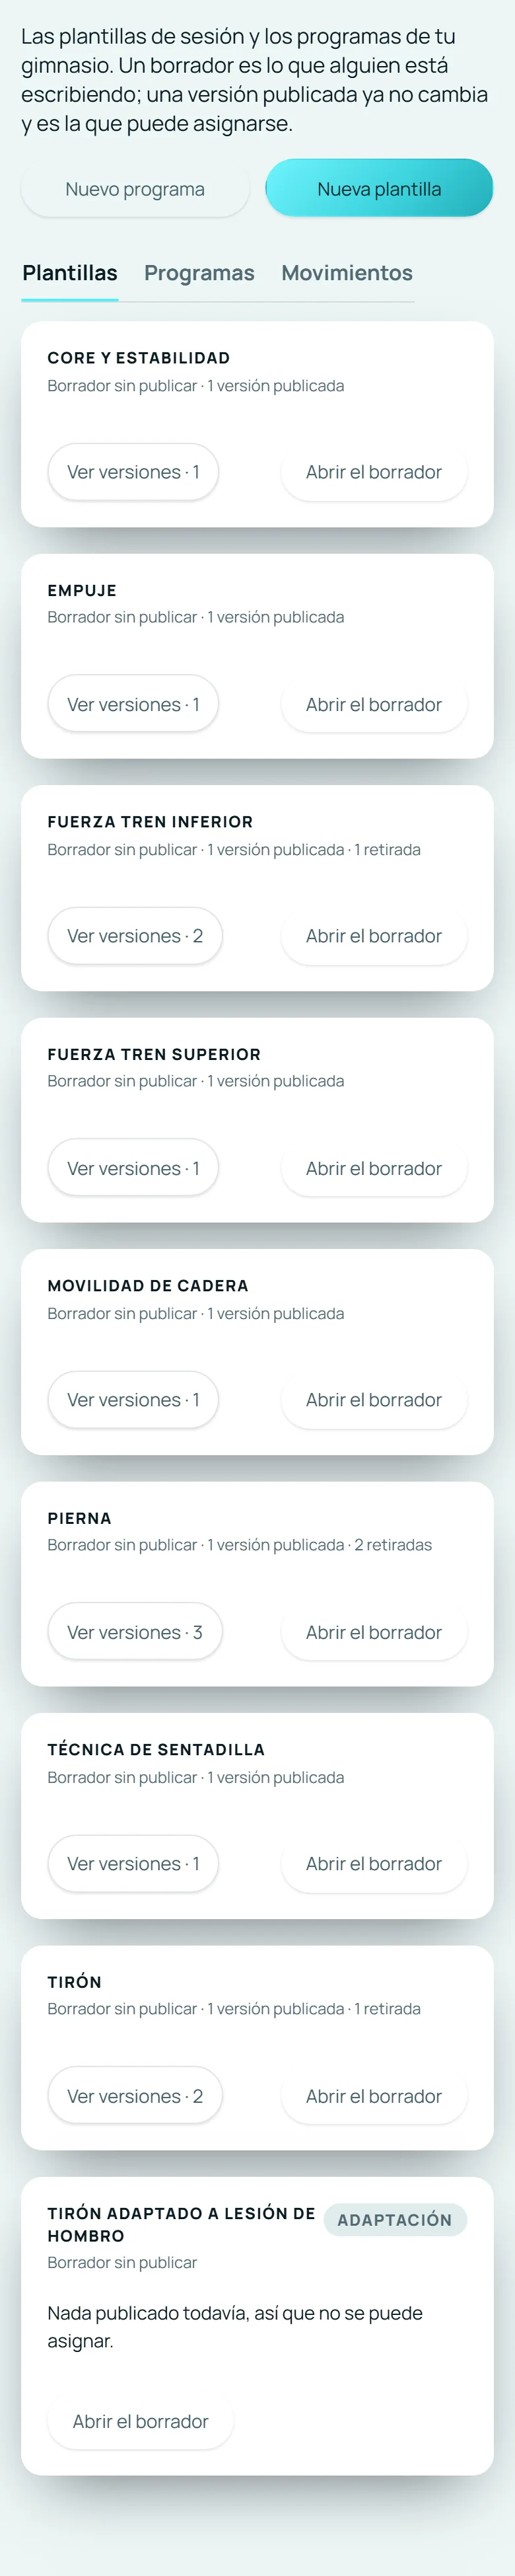 Las plantillas de sesión y los programas de tu
gimnasio. Un borrador es lo que alguien está
escribiendo; una versión publicada ya no cambia
y es la que puede asignarse.
Nuevo programa
Nueva plantilla
Plantillas
Programas
Movimientos
CORE Y ESTABILIDAD
Borrador sin publicar · 1 versión publicada
Ver versiones · 1
Abrir el borrador
EMPUJE
Borrador sin publicar · 1 versión publicada
Ver versiones · 1
Abrir el borrador
FUERZA TREN INFERIOR
Borrador sin publicar · 1 versión publicada · 1 retirada
Ver versiones · 2
Abrir el borrador
FUERZA TREN SUPERIOR
Borrador sin publicar · 1 versión publicada
Ver versiones · 1
Abrir el borrador
MOVILIDAD DE CADERA
Borrador sin publicar · 1 versión publicada
Ver versiones · 1
Abrir el borrador
PIERNA
Borrador sin publicar · 1 versión publicada · 2 retiradas
Ver versiones · 3
Abrir el borrador
TÉCNICA DE SENTADILLA
Borrador sin publicar · 1 versión publicada
Ver versiones · 1
Abrir el borrador
TIRÓN
Borrador sin publicar · 1 versión publicada · 1 retirada
Ver versiones · 2
Abrir el borrador
TIRÓN ADAPTADO A LESIÓN DE
HOMBRO
ADAPTACIÓN
Borrador sin publicar
Nada publicado todavía, así que no se puede
asignar.
Abrir el borrador